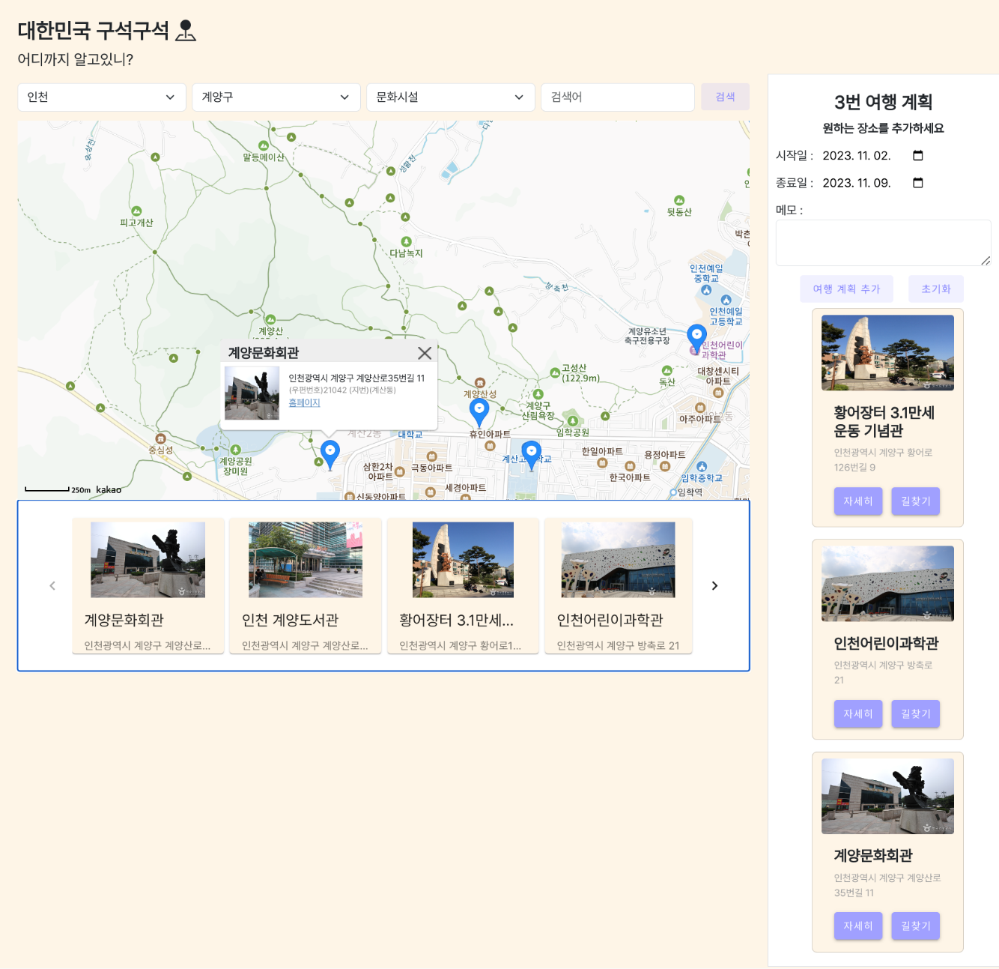 대한민국 구석구석
어디까지 알고있니?
인천
계양구
문화시설
검색어
검색
말등메이산
성황천
피고개산
뒷동산
박촌
다남녹지
방축천
인천예일
중학교
인천예일
고등학교
계양산
계양유소년
축구전용구장
인천어린이
과학관
고성산
(122.9m)
독산
대창센시티
아파트
계양산성
계양구
산림욕장
아주아파트
휴인아파트
임학공원
계산2동
대학교
중심성
계양공원
장미원
삼환2차
아파트
극동아파트
한일아파트
용정아파트
한국아파트
임학중학교
세경아파트
신동양아파트
임학역
계양문화회관
인천광역시 계양구 계양산로35번길 11
(우편번호)21042 (지번)(계산동)
홈페이지
250m kakao
계양문화회관
인천광역시 계양구 계양산로...
인천 계양도서관
인천광역시 계양구 계양산로...
황어장터 3.1만세...
인천광역시 계양구 황어로1...
인천어린이과학관
인천광역시 계양구 방축로 21
3번 여행 계획
원하는 장소를 추가하세요
시작일 : 2023. 11. 02.
종료일 : 2023. 11. 09.
메모 :
여행 계획 추가
초기화
황어장터 3.1만세
운동 기념관
인천광역시 계양구 황어로
126번길 9
자세히
길찾기
인천어린이과학관
인천광역시 계양구 방축로
21
자세히
길찾기
계양문화회관
인천광역시 계양구 계양산로
35번길 11
자세히
길찾기